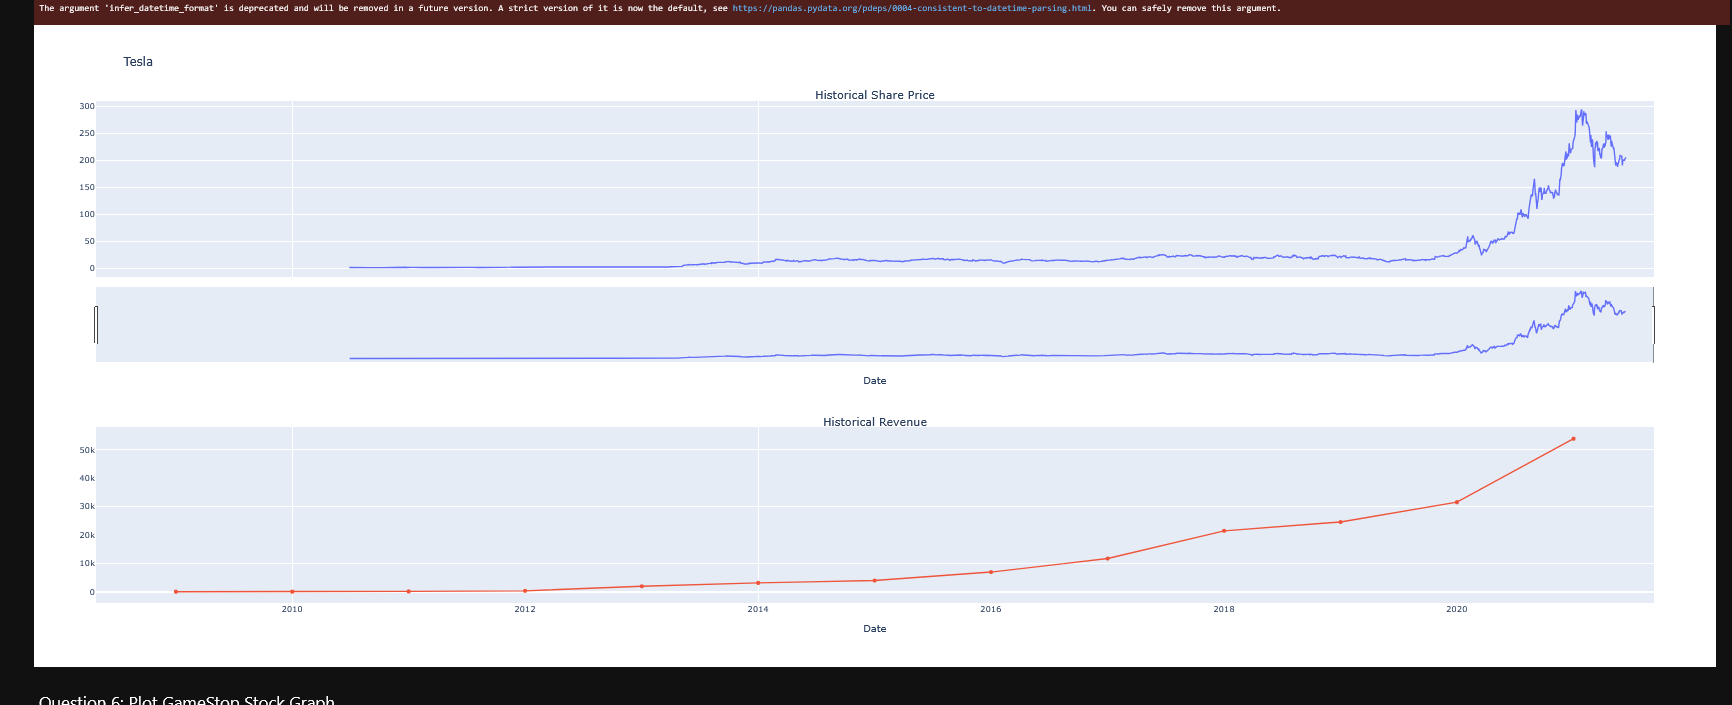 The argument 'infer_datetime_format' is deprecated and will be removed in a future version. A strict version of it is now the default, see https://pandas.pydata.org/pdeps/0004-consistent-to-datetime-parsing.html. You can safely remove this argument.
Tesla
Historical Share Price
300
250
200
150
100
50
0
Date
Historical Revenue
50k
40k
30k
20k
10k
0
2010 2012 2014 2016 2018 2020
Date
Question 6: Plot GameStop Stock Graph